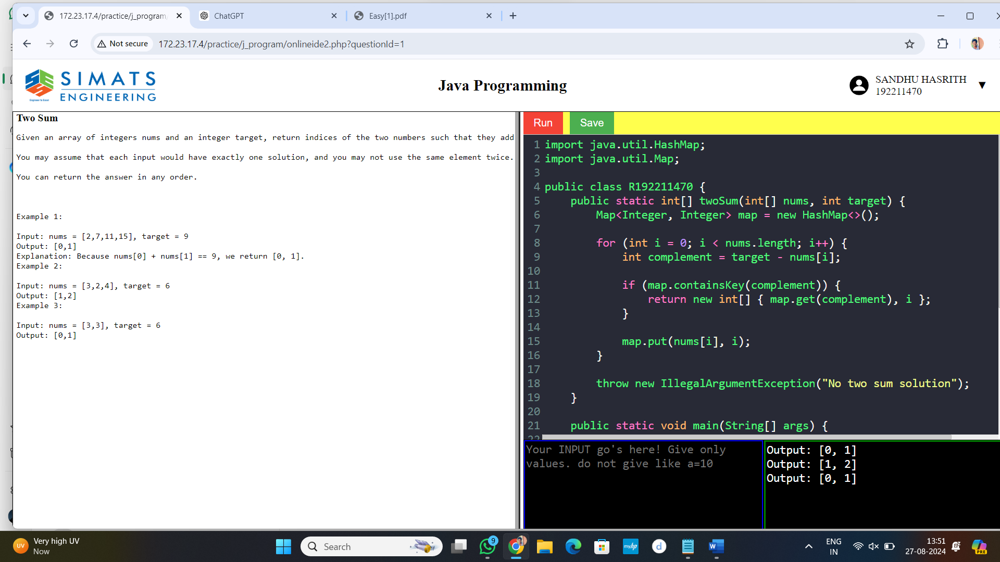 172.23.17.4/practice/j_program/
ChatGPT
Easy[1].pdf
Not secure
172.23.17.4/practice/j_program/onlineide2.php?questionId=1
SIMATS
ENGINEERING
Engineer to Excel
Java Programming
SANDHU HASRITH
192211470
Two Sum
Given an array of integers nums and an integer target, return indices of the two numbers such that they add
You may assume that each input would have exactly one solution, and you may not use the same element twice.
You can return the answer in any order.
Example 1:
Input: nums = [2,7,11,15], target = 9
Output: [0,1]
Explanation: Because nums[0] + nums[1] == 9, we return [0, 1].
Example 2:
Input: nums = [3,2,4], target = 6
Output: [1,2]
Example 3:
Input: nums = [3,3], target = 6
Output: [0,1]
Run
Save
1 import java.util.HashMap;
2 import java.util.Map;
3
4 public class R192211470 {
5 public static int[] twoSum(int[] nums, int target) {
6 Map<Integer, Integer> map = new HashMap<>();
7
8 for (int i = 0; i < nums.length; i++) {
9 int complement = target - nums[i];
10
11 if (map.containsKey(complement)) {
12 return new int[] { map.get(complement), i };
13 }
14
15 map.put(nums[i], i);
16 }
17
18 throw new IllegalArgumentException("No two sum solution");
19 }
20
21 public static void main(String[] args) {
22
Your INPUT go's here! Give only
values. do not give like a=10
Output: [0, 1]
Output: [1, 2]
Output: [0, 1]
UV
Very high UV
Now
Search
9
myhp
d
W
ENG
IN
13:51
27-08-2024
PRE